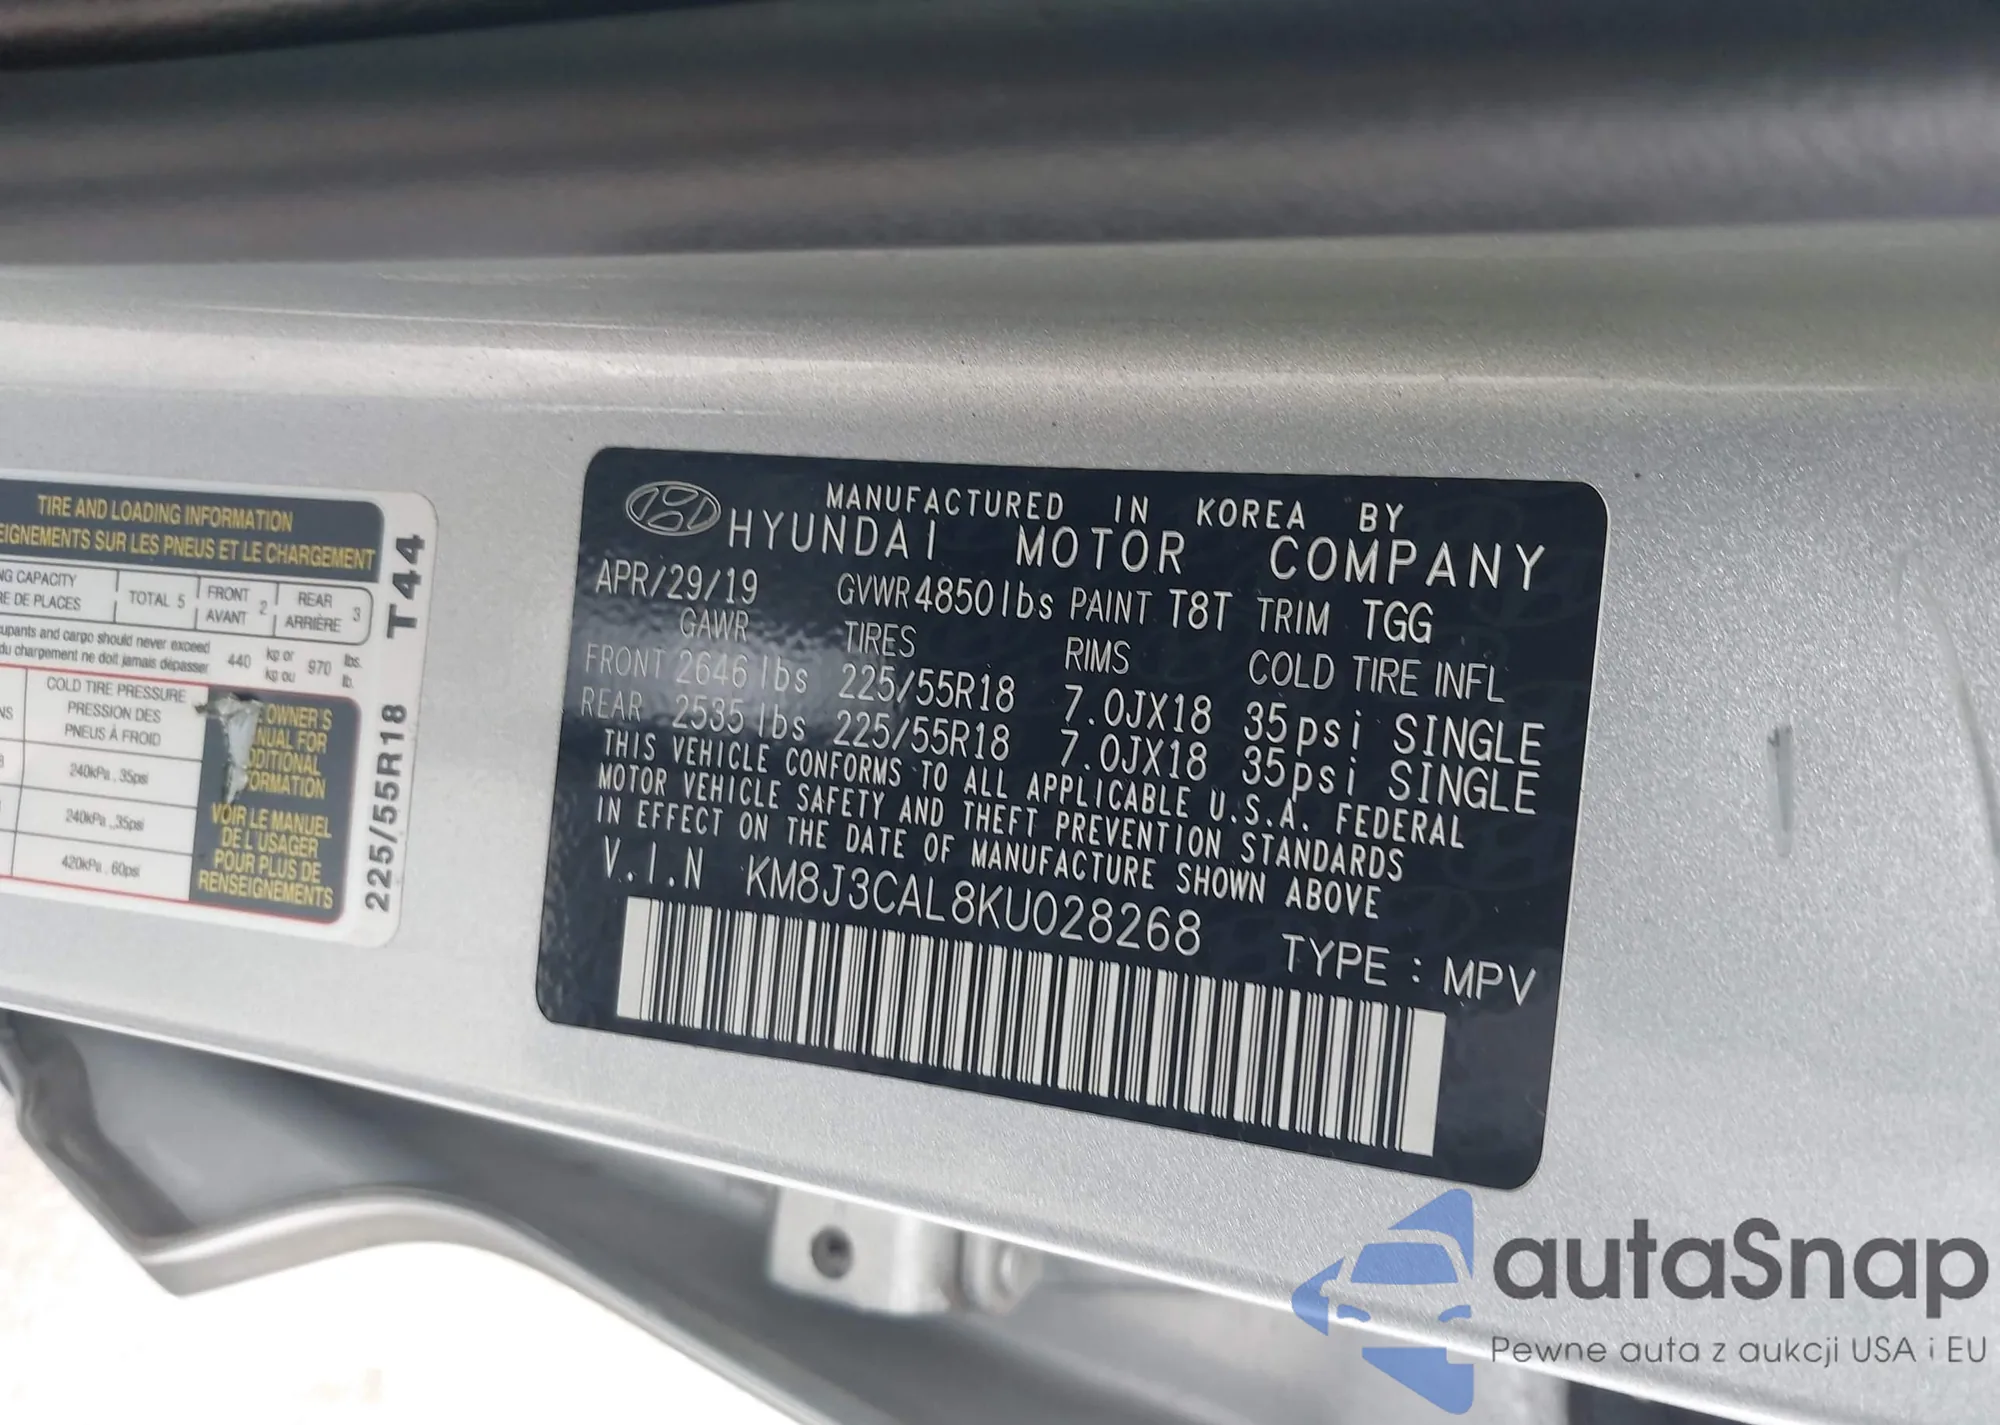 TIRE AND LOADING INFORMATION
EIGNEMENTS SUR LES PNEUS ET LE CHARGEMENT
NG CAPACITY
RE DE PLACES
TOTAL 5
FRONT
AVANT
2
REAR
ARRIÈRE
3
upants and cargo should never exceed
du chargement ne doit jamais dépasser
440
kg or
kg ou
970
lbs.
lb.
COLD TIRE PRESSURE
PRESSION DES
PNEUS À FROID
240kPa , 35psi
240kPa , 35psi
420kPa , 60psi
OWNER'S
NUAL FOR
DDITIONAL
ORMATION
VOIR LE MANUEL
DE L'USAGER
POUR PLUS DE
RENSEIGNEMENTS
225/55R18 T44
MANUFACTURED IN KOREA BY
HYUNDAI MOTOR COMPANY
APR/29/19 GVWR 4850lbs PAINT T8T TRIM TGG
GAWR TIRES RIMS COLD TIRE INFL
FRONT 2646 lbs 225/55R18 7.0JX18 35psi SINGLE
REAR 2535 lbs 225/55R18 7.0JX18 35psi SINGLE
THIS VEHICLE CONFORMS TO ALL APPLICABLE U.S.A. FEDERAL
MOTOR VEHICLE SAFETY AND THEFT PREVENTION STANDARDS
IN EFFECT ON THE DATE OF MANUFACTURE SHOWN ABOVE
V.I.N KM8J3CAL8KU028268
TYPE : MPV
autaSnap
Pewne auta z aukcji USA i EU